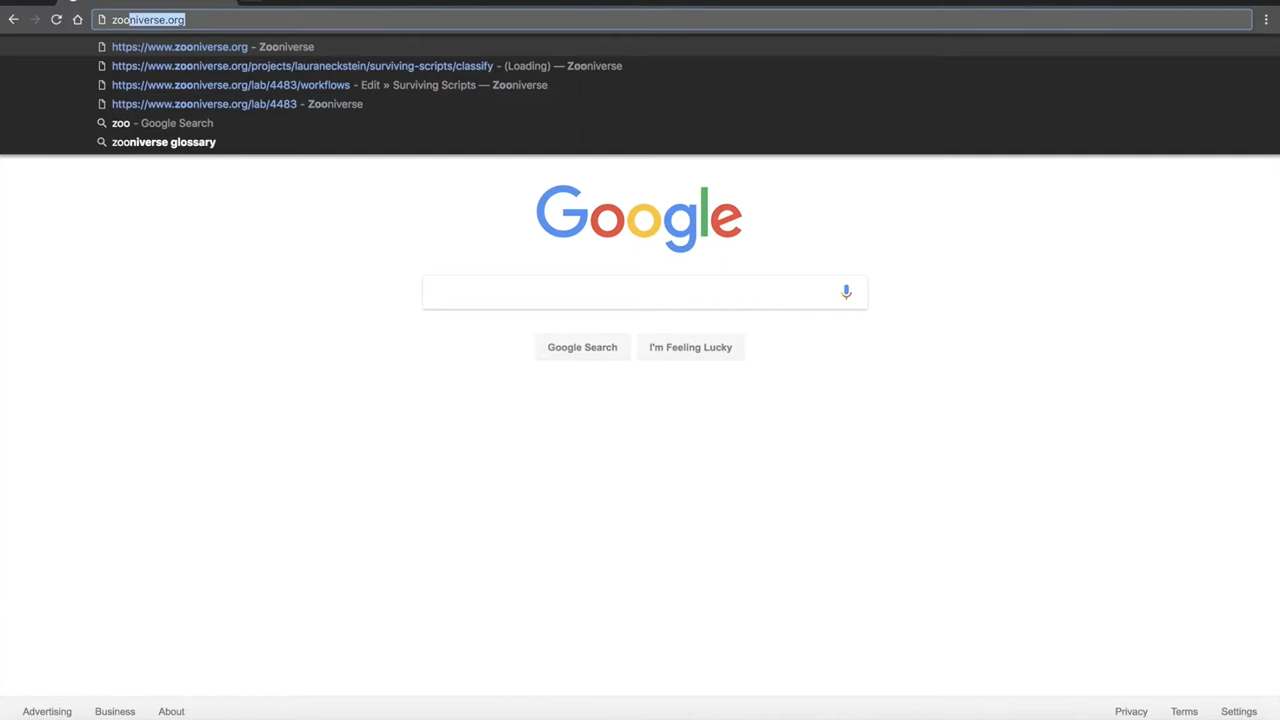 zooniverse.org
https://www.zooniverse.org - Zooniverse
https://www.zooniverse.org/projects/lauraneckstein/surviving-scripts/classify - (Loading) — Zooniverse
https://www.zooniverse.org/lab/4483/workflows - Edit » Surviving Scripts — Zooniverse
https://www.zooniverse.org/lab/4483 - Zooniverse
zoo - Google Search
zooniverse glossary
Google
Google Search I'm Feeling Lucky
Advertising Business About Privacy Terms Settings